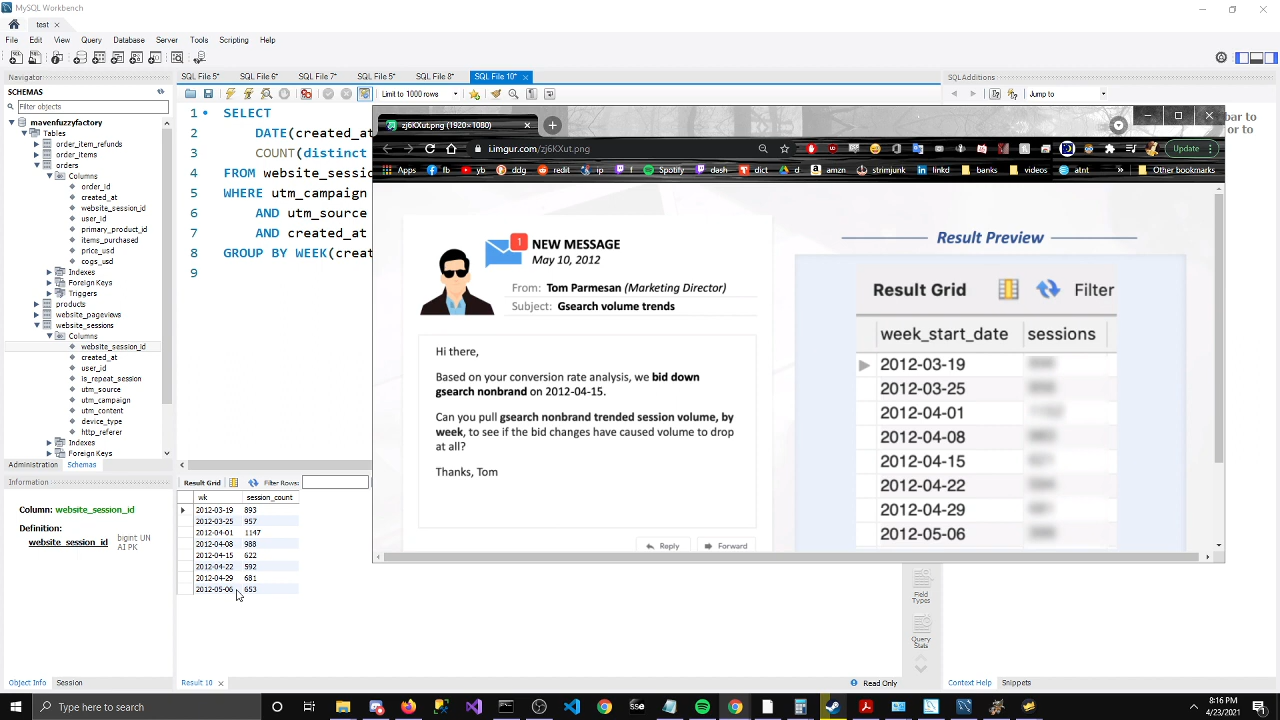 MySQL Workbench
test ×
File Edit View Query Database Server Tools Scripting Help
Navigator
SCHEMAS
Filter objects
mavenfuzzyfactory
Tables
order_item_refunds
order_items
orders
Columns
order_id
created_at
website_session_id
user_id
primary_product_id
items_purchased
price_usd
cogs_usd
Indexes
Foreign Keys
Triggers
products
website_pageviews
website_sessions
Columns
website_session_id
created_at
user_id
is_repeat_session
utm_source
utm_campaign
utm_content
device_type
http_referer
Indexes
Foreign Keys
Administration Schemas
Information
Column: website_session_id
Definition:
website_session_id bigint UN
AI PK
Object Info Session
SQL File 5* SQL File 6* SQL File 7* SQL File 5* SQL File 8* SQL File 10* ×
Limit to 1000 rows
1 SELECT
2 DATE(created_at
3 COUNT(distinct
4 FROM website_sessio
5 WHERE utm_campaign
6 AND utm_source
7 AND created_at
8 GROUP BY WEEK(creat
9
Result Grid Filter Rows:
wk session_count
2012-03-19 893
2012-03-25 957
2012-04-01 1147
2012-04-08 988
2012-04-15 622
2012-04-22 592
2012-04-29 681
2012-05-06 653
Result 10 ×
Read Only
SQLAdditions
Jump to
bar to
or to
Field
Types
Query
Stats
Context Help Snippets
zj6KXut.png (1920×1080) ×
i.imgur.com/zj6KXut.png
Update
Apps fb yb ddg reddit ip f Spotify dash dict d amzn strimjunk linkd banks videos atnt » Other bookmarks
1
NEW MESSAGE
May 10, 2012
From: Tom Parmesan (Marketing Director)
Subject: Gsearch volume trends
Hi there,
Based on your conversion rate analysis, we bid down
gsearch nonbrand on 2012-04-15.
Can you pull gsearch nonbrand trended session volume, by
week, to see if the bid changes have caused volume to drop
at all?
Thanks, Tom
Reply Forward
Result Preview
Result Grid Filter
week_start_date sessions
2012-03-19
2012-03-25
2012-04-01
2012-04-08
2012-04-15
2012-04-22
2012-04-29
2012-05-06
Type here to search
8:16 PM
4/23/2021